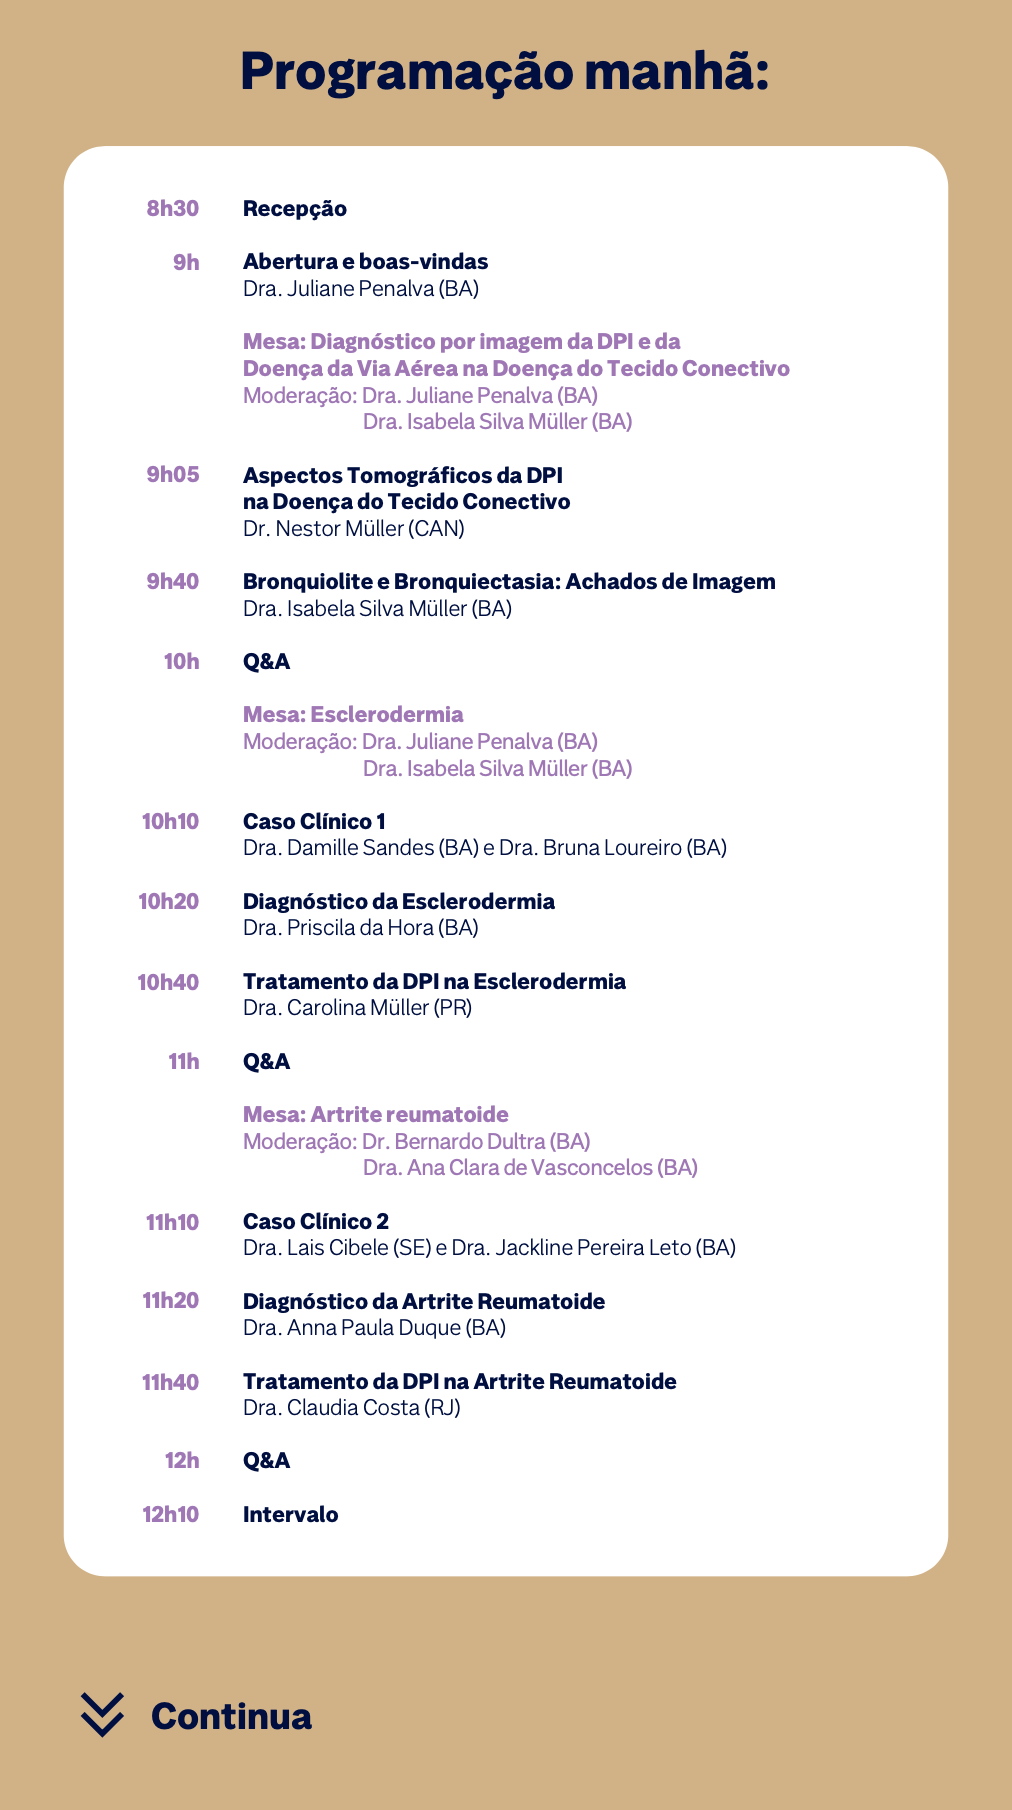 Programação manhã:
8h30 Recepção
9h Abertura e boas-vindas
Dra. Juliane Penalva (BA)
Mesa: Diagnóstico por imagem da DPI e da
Doença da Via Aérea na Doença do Tecido Conectivo
Moderação: Dra. Juliane Penalva (BA)
Dra. Isabela Silva Müller (BA)
9h05 Aspectos Tomográficos da DPI
na Doença do Tecido Conectivo
Dr. Nestor Müller (CAN)
9h40 Bronquiolite e Bronquiectasia: Achados de Imagem
Dra. Isabela Silva Müller (BA)
10h Q&A
Mesa: Esclerodermia
Moderação: Dra. Juliane Penalva (BA)
Dra. Isabela Silva Müller (BA)
10h10 Caso Clínico 1
Dra. Damille Sandes (BA) e Dra. Bruna Loureiro (BA)
10h20 Diagnóstico da Esclerodermia
Dra. Priscila da Hora (BA)
10h40 Tratamento da DPI na Esclerodermia
Dra. Carolina Müller (PR)
11h Q&A
Mesa: Artrite reumatoide
Moderação: Dr. Bernardo Dultra (BA)
Dra. Ana Clara de Vasconcelos (BA)
11h10 Caso Clínico 2
Dra. Lais Cibele (SE) e Dra. Jackline Pereira Leto (BA)
11h20 Diagnóstico da Artrite Reumatoide
Dra. Anna Paula Duque (BA)
11h40 Tratamento da DPI na Artrite Reumatoide
Dra. Claudia Costa (RJ)
12h Q&A
12h10 Intervalo
Continua